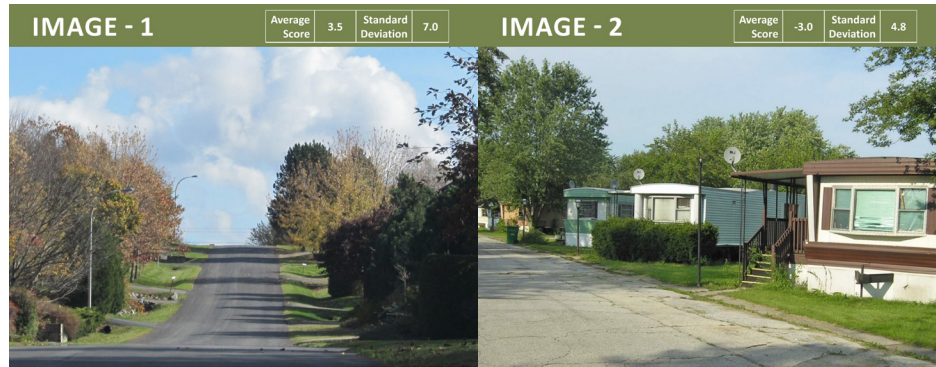 IMAGE - 1
Average
Score
3.5
Standard
Deviation
7.0
IMAGE - 2
Average
Score
-3.0
Standard
Deviation
4.8